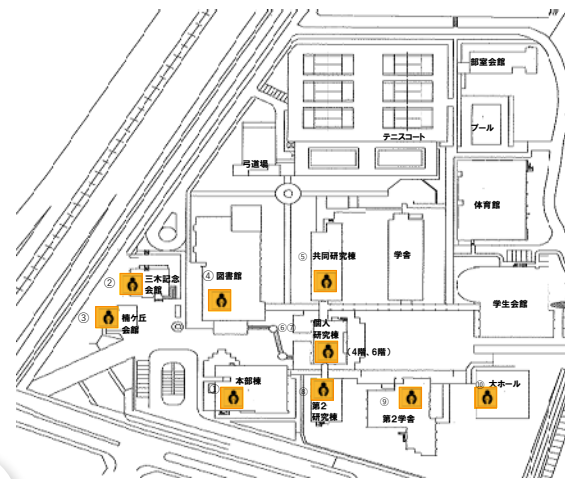 部室会館
プール
テニスコート
弓道場
体育館
⑤ 共同研究棟
学舎
② 三木記念
会館
④ 図書館
③ 楠ケ丘
会館
学生会館
⑥⑦ 個人
研究棟
(4階、6階)
本部棟
⑧ 第2
研究棟
⑨ 第2学舎
⑩ 大ホール